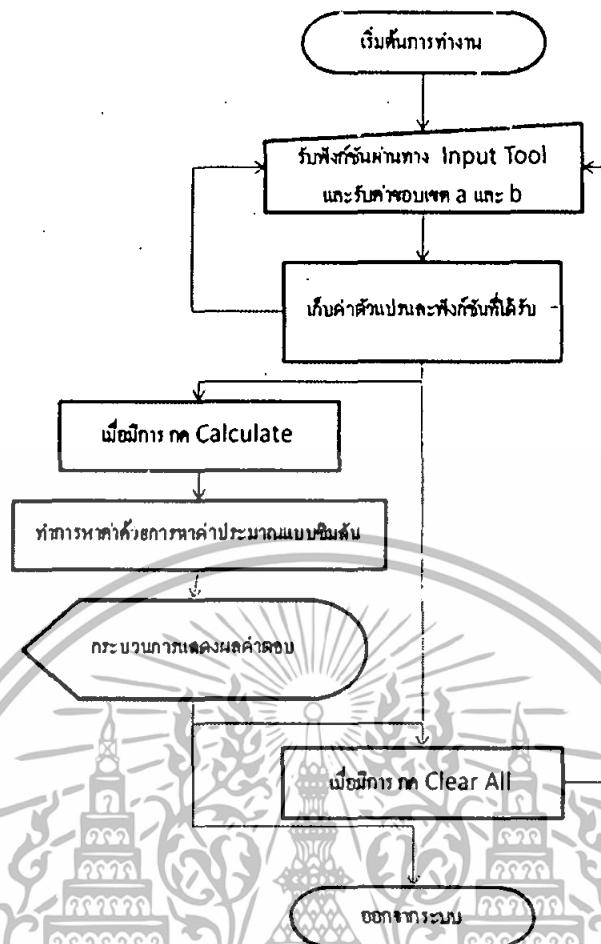 เริ่มต้นการทำงาน
รับฟังก์ชันผ่านทาง Input Tool
และรับค่าขอบเขต a และ b
เก็บค่าตัวแปรและฟังก์ชันที่ได้รับ
เมื่อมีการ กด Calculate
ทำการหาค่าด้วยการหาค่าประมาณแบบซิมสัน
กระบวนการแสดงผลคำตอบ
เมื่อมีการ กด Clear All
ออกจากระบบ